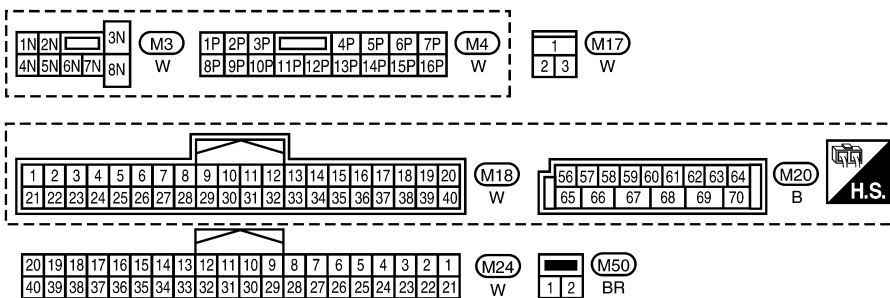 1N 2N 3N
4N 5N 6N 7N 8N
M3
W
1P 2P 3P 4P 5P 6P 7P
8P 9P 10P 11P 12P 13P 14P 15P 16P
M4
W
1
2 3
M17
W
1 2 3 4 5 6 7 8 9 10 11 12 13 14 15 16 17 18 19 20
21 22 23 24 25 26 27 28 29 30 31 32 33 34 35 36 37 38 39 40
M18
W
56 57 58 59 60 61 62 63 64
65 66 67 68 69 70
M20
B
H.S.
20 19 18 17 16 15 14 13 12 11 10 9 8 7 6 5 4 3 2 1
40 39 38 37 36 35 34 33 32 31 30 29 28 27 26 25 24 23 22 21
M24
W
1 2
M50
BR